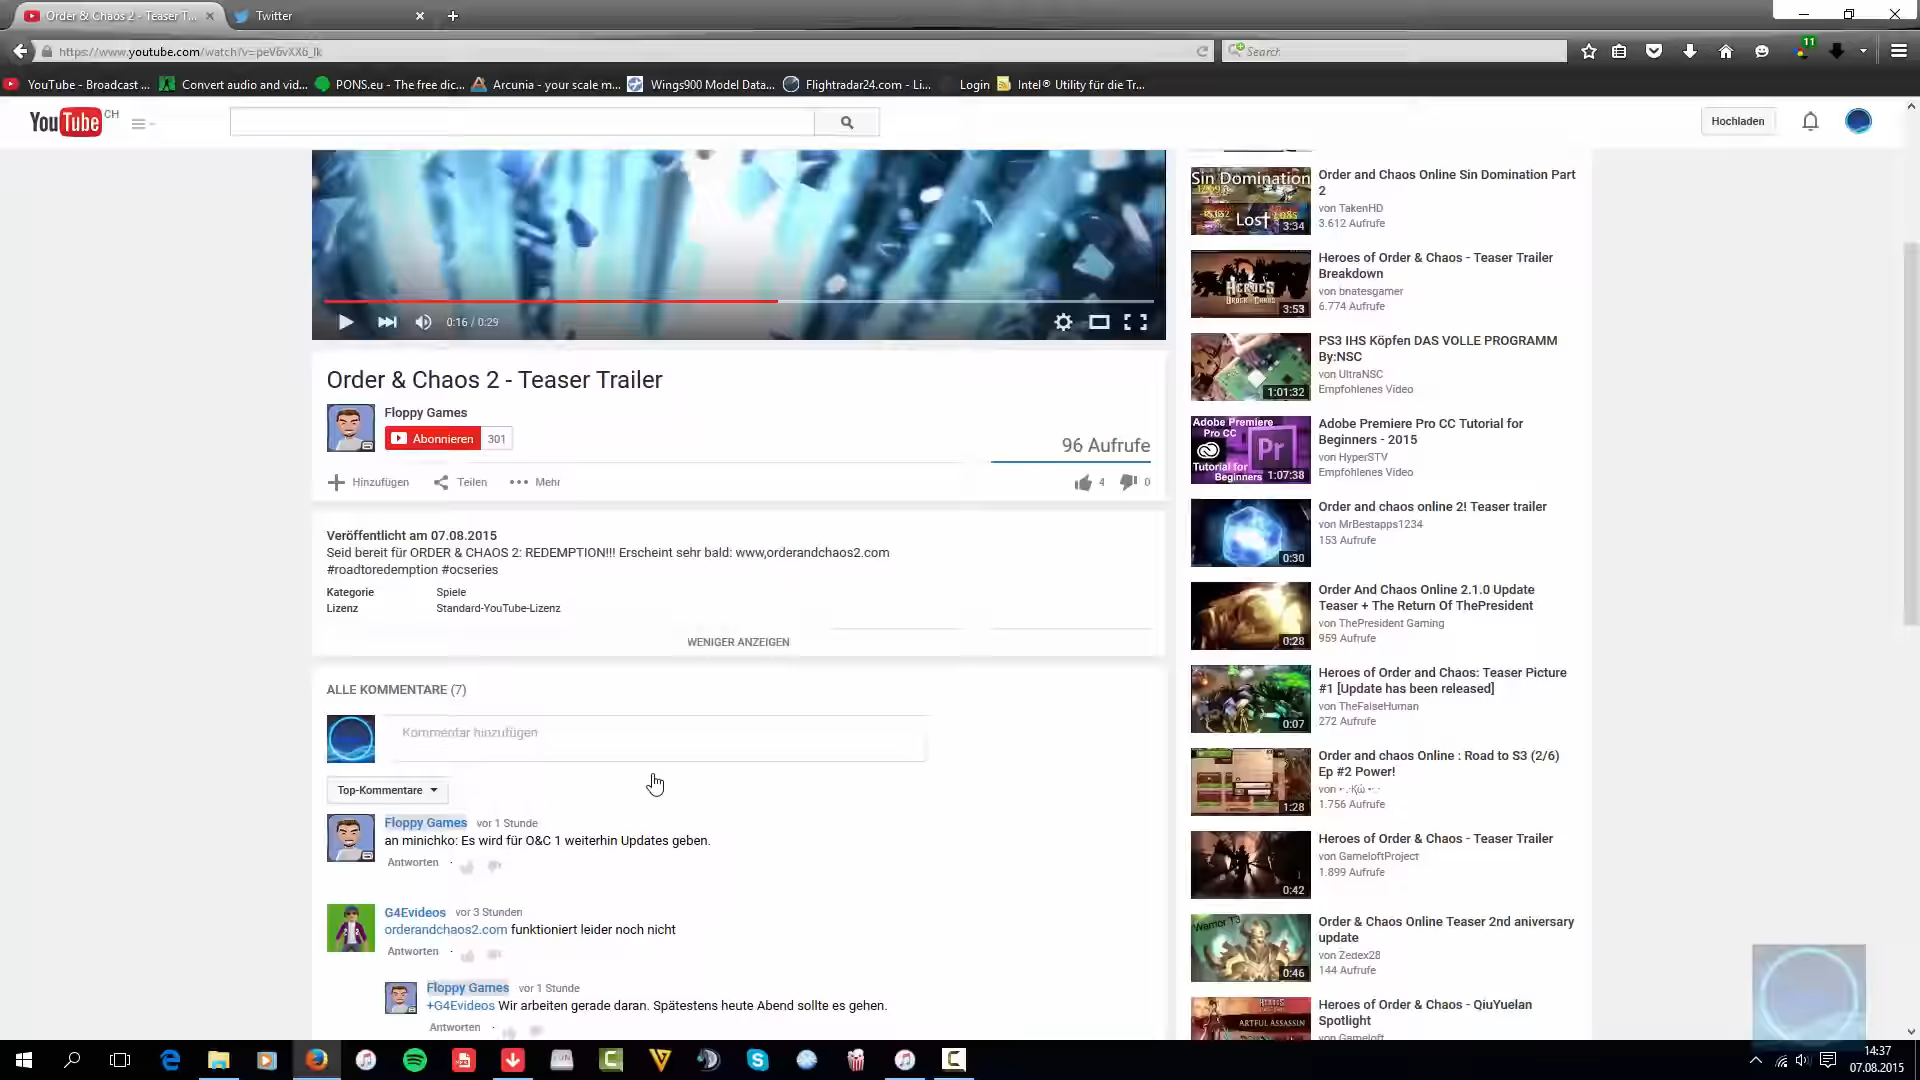 Order & Chaos 2 - Teaser T...
Twitter
https://www.youtube.com/watch?v=peV6vXX6_lk
Search
11
YouTube - Broadcast ...
Convert audio and vid...
PONS.eu - The free dic...
Arcunia - your scale m...
Wings900 Model Data...
Flightradar24.com - Li...
Login
Intel® Utility für die Tr...
YouTube CH
Hochladen
0:16 / 0:29
Order & Chaos 2 - Teaser Trailer
Floppy Games
Abonnieren 301
96 Aufrufe
Hinzufügen
Teilen
Mehr
4
0
Veröffentlicht am 07.08.2015
Seid bereit für ORDER & CHAOS 2: REDEMPTION!!! Erscheint sehr bald: www,orderandchaos2.com
#roadtoredemption #ocseries
Kategorie Spiele
Lizenz Standard-YouTube-Lizenz
WENIGER ANZEIGEN
ALLE KOMMENTARE (7)
Kommentar hinzufügen
Top-Kommentare
Floppy Games vor 1 Stunde
an minichko: Es wird für O&C 1 weiterhin Updates geben.
Antworten
G4Evideos vor 3 Stunden
orderandchaos2.com funktioniert leider noch nicht
Antworten
Floppy Games vor 1 Stunde
+G4Evideos Wir arbeiten gerade daran. Spätestens heute Abend sollte es gehen.
Antworten
Sin Domination
Lost
3:34
Order and Chaos Online Sin Domination Part
2
von TakenHD
3.612 Aufrufe
HEROES
ORDER & CHAOS
3:53
Heroes of Order & Chaos - Teaser Trailer
Breakdown
von bnatesgamer
6.774 Aufrufe
1:01:32
PS3 IHS Köpfen DAS VOLLE PROGRAMM
By:NSC
von UltraNSC
Empfohlenes Video
Adobe Premiere
Pro CC
Pr
Tutorial for
Beginners
1:07:38
Adobe Premiere Pro CC Tutorial for
Beginners - 2015
von HyperSTV
Empfohlenes Video
0:30
Order and chaos online 2! Teaser trailer
von MrBestapps1234
153 Aufrufe
0:28
Order And Chaos Online 2.1.0 Update
Teaser + The Return Of ThePresident
von ThePresident Gaming
959 Aufrufe
0:07
Heroes of Order and Chaos: Teaser Picture
#1 [Update has been released]
von TheFalseHuman
272 Aufrufe
1:28
Order and chaos Online : Road to S3 (2/6)
Ep #2 Power!
von
1.756 Aufrufe
0:42
Heroes of Order & Chaos - Teaser Trailer
von GameloftProject
1.899 Aufrufe
Warrior T3
0:46
Order & Chaos Online Teaser 2nd aniversary
update
von Zedex28
144 Aufrufe
ARTFUL ASSASSIN
Heroes of Order & Chaos - QiuYuelan
Spotlight
von Gameloft
14:37
07.08.2015